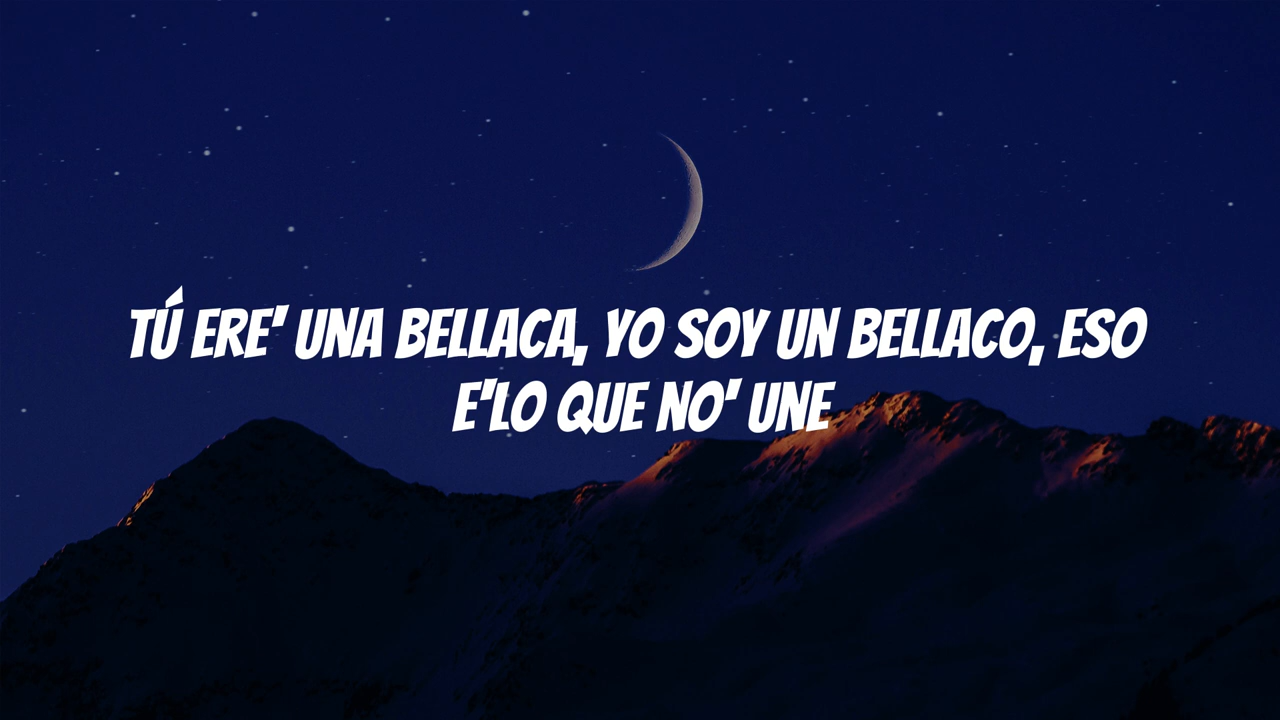 TÚ ERE' UNA BELLACA, YO SOY UN BELLACO, ESO
E'LO QUE NO' UNE